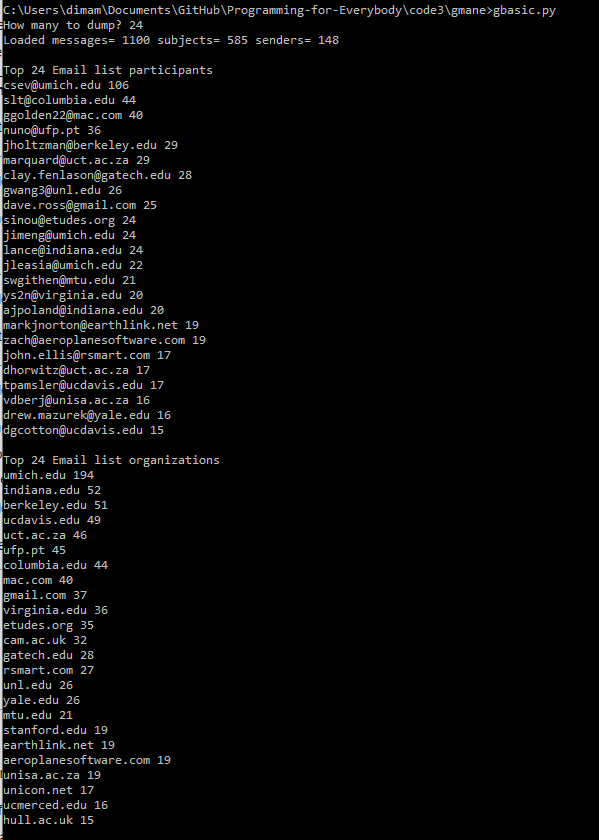 C:\Users\dimam\Documents\GitHub\Programming-for-Everybody\code3\gmane>gbasic.py
How many to dump? 24
Loaded messages= 1100 subjects= 585 senders= 148
Top 24 Email list participants
csev@umich.edu 106
slt@columbia.edu 44
ggolden22@mac.com 40
nuno@ufp.pt 36
jholtzman@berkeley.edu 29
marquard@uct.ac.za 29
clay.fenlason@gatech.edu 28
gwang3@unl.edu 26
dave.ross@gmail.com 25
sinou@etudes.org 24
jimeng@umich.edu 24
lance@indiana.edu 24
jleasia@umich.edu 22
swgithen@mtu.edu 21
ys2n@virginia.edu 20
ajpoland@indiana.edu 20
markjnorton@earthlink.net 19
zach@aeroplanesoftware.com 19
john.ellis@rsmart.com 17
dhorwitz@uct.ac.za 17
tpamsler@ucdavis.edu 17
vdberj@unisa.ac.za 16
drew.mazurek@yale.edu 16
dgcotton@ucdavis.edu 15
Top 24 Email list organizations
umich.edu 194
indiana.edu 52
berkeley.edu 51
ucdavis.edu 49
uct.ac.za 46
ufp.pt 45
columbia.edu 44
mac.com 40
gmail.com 37
virginia.edu 36
etudes.org 35
cam.ac.uk 32
gatech.edu 28
rsmart.com 27
unl.edu 26
yale.edu 26
mtu.edu 21
stanford.edu 19
earthlink.net 19
aeroplanesoftware.com 19
unisa.ac.za 19
unicon.net 17
ucmerced.edu 16
hull.ac.uk 15